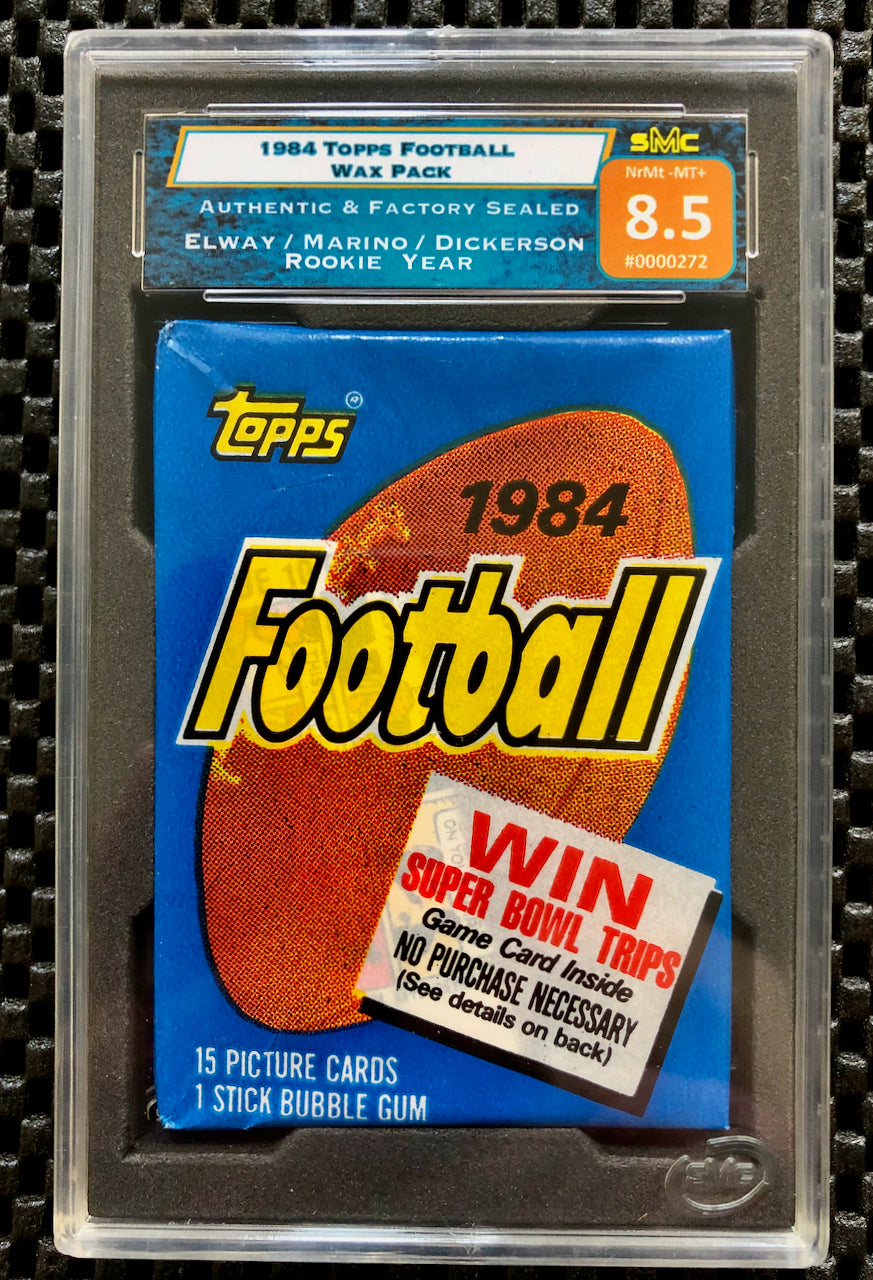 1984 Topps Football
Wax Pack
SMC
Authentic & Factory Sealed
Elway / Marino / Dickerson
Rookie Year
NrMt -MT+
8.5
#0000272
Topps®
1984
Football
WIN
SUPER BOWL TRIPS
Game Card Inside
NO PURCHASE NECESSARY
(See details on back)
15 PICTURE CARDS
1 STICK BUBBLE GUM